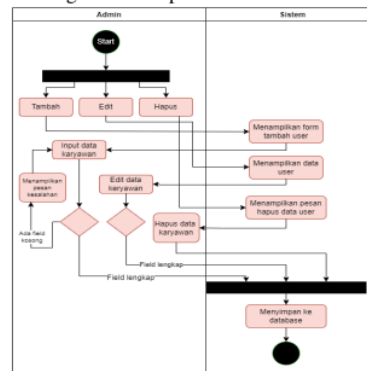 Admin
Sistem
Start
Tambah
Edit
Hapus
Menampilkan form
tambah user
Input data
karyawan
Menampilkan data
user
Menampilkan
pesan
kesalahan
Edit data
karyawan
Menampilkan pesan
hapus data user
Hapus data
karyawan
Ada field
kosong
Field lengkap
Field lengkap
Menyimpan ke
database